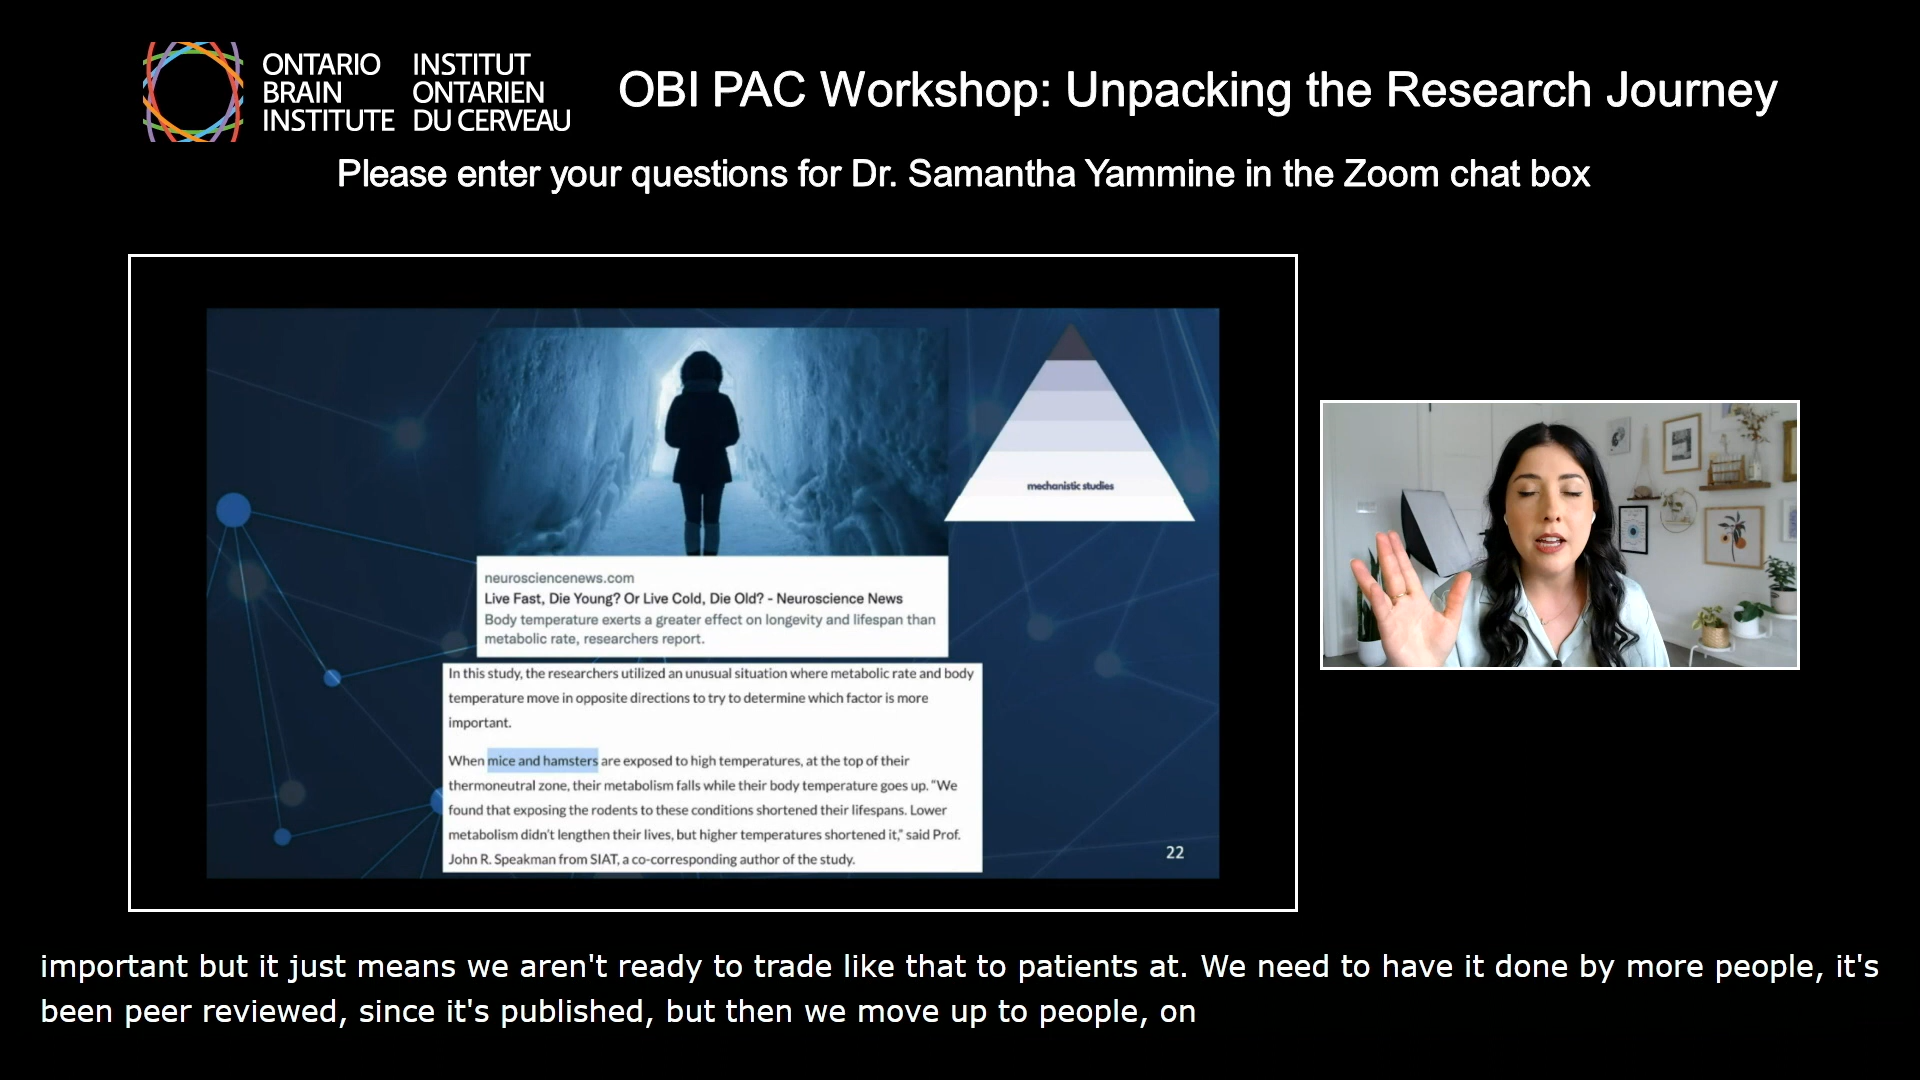 ONTARIO
BRAIN
INSTITUTE
INSTITUT
ONTARIEN
DU CERVEAU
OBI PAC Workshop: Unpacking the Research Journey
Please enter your questions for Dr. Samantha Yammine in the Zoom chat box
mechanistic studies
neurosciencenews.com
Live Fast, Die Young? Or Live Cold, Die Old? - Neuroscience News
Body temperature exerts a greater effect on longevity and lifespan than
metabolic rate, researchers report.
In this study, the researchers utilized an unusual situation where metabolic rate and body
temperature move in opposite directions to try to determine which factor is more
important.
When mice and hamsters are exposed to high temperatures, at the top of their
thermoneutral zone, their metabolism falls while their body temperature goes up. "We
found that exposing the rodents to these conditions shortened their lifespans. Lower
metabolism didn't lengthen their lives, but higher temperatures shortened it," said Prof.
John R. Speakman from SIAT, a co-corresponding author of the study.
22
important but it just means we aren't ready to trade like that to patients at. We need to have it done by more people, it's
been peer reviewed, since it's published, but then we move up to people, on